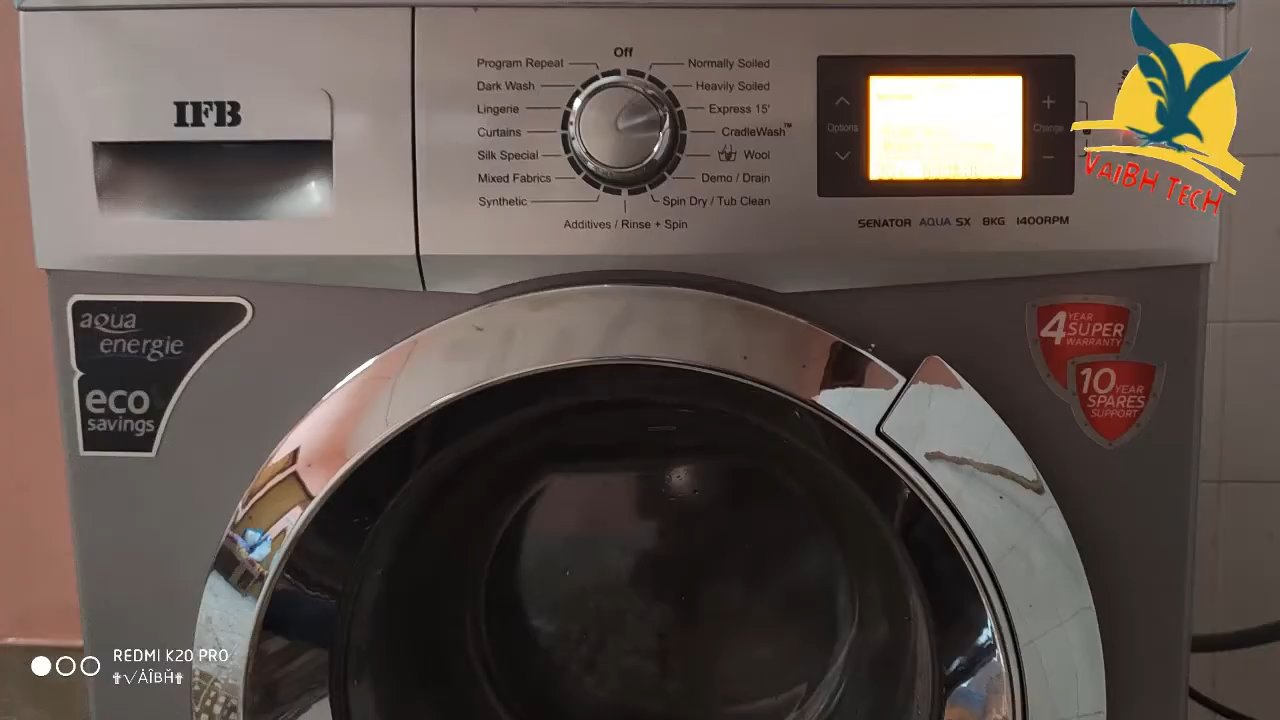 IFB
Off
Program Repeat
Dark Wash
Lingerie
Curtains
Silk Special
Mixed Fabrics
Synthetic
Normally Soiled
Heavily Soiled
Express 15'
CradleWash™
Wool
Demo / Drain
Spin Dry / Tub Clean
Additives / Rinse + Spin
Options
Change
SENATOR AQUA SX 8KG 1400RPM
VAIBH TECH
aqua
energie
eco
savings
4 YEAR
SUPER
WARRANTY
10 YEAR
SPARES
SUPPORT
REDMI K20 PRO